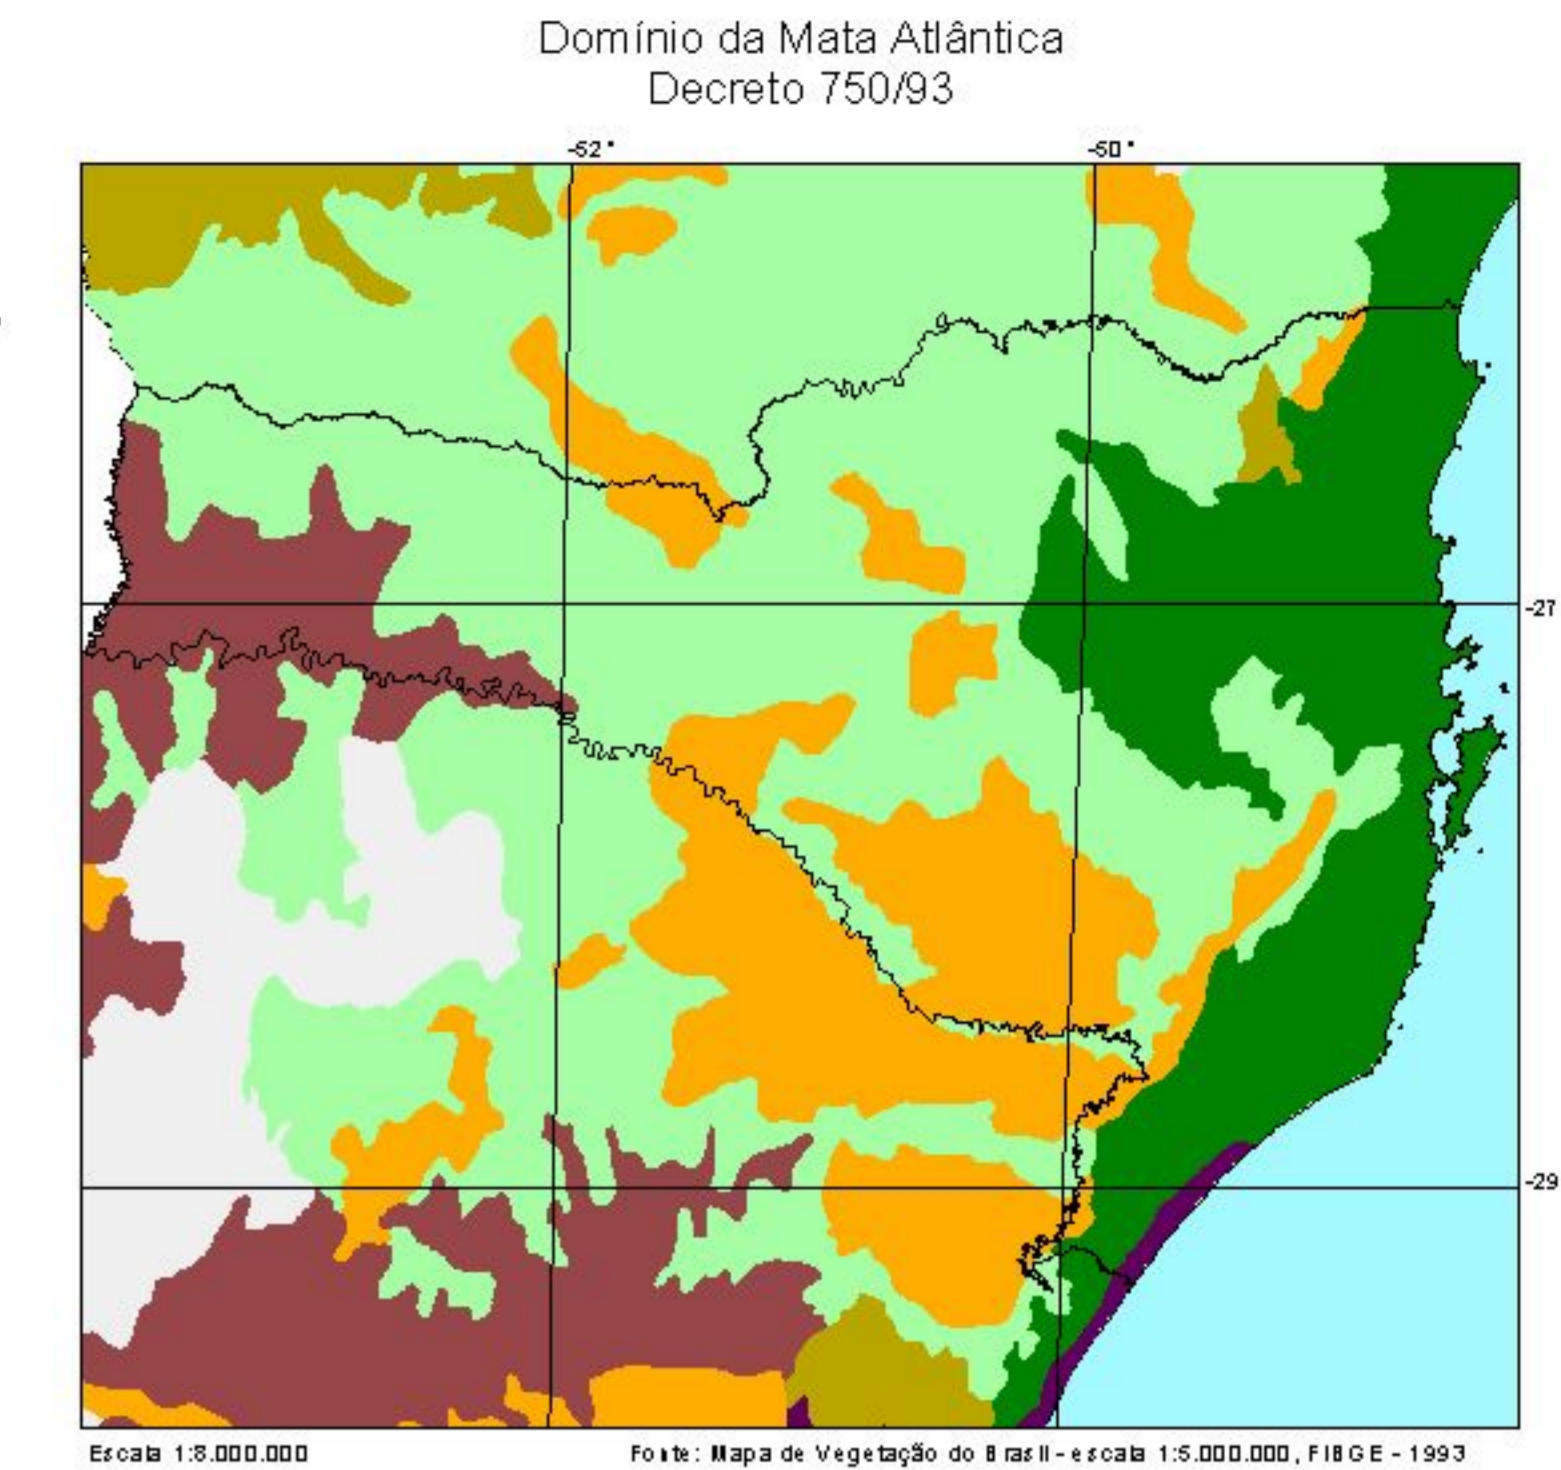 Domínio da Mata Atlântica
Decreto 750/93
-52°
-50°
-27
-29
Escala 1:8.000.000
Fonte: Mapa de Vegetação do Brasil - escala 1:5.000.000, FIBGE - 1993